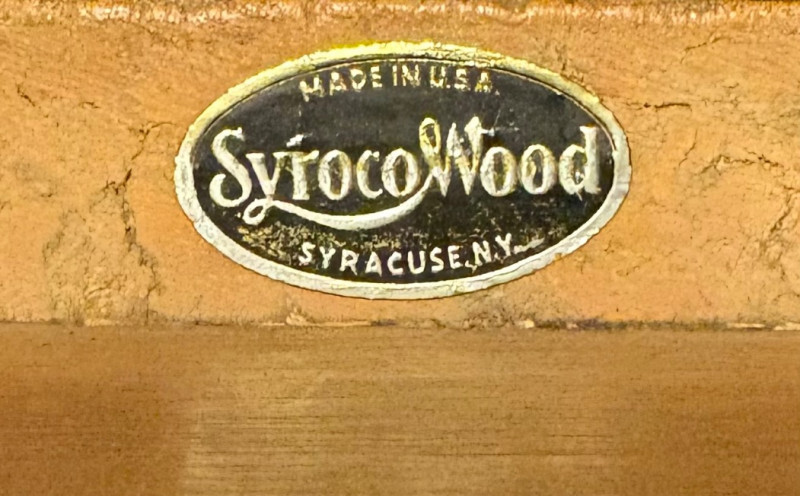 MADE IN U.S.A.
SyrocoWood
SYRACUSE, N.Y.